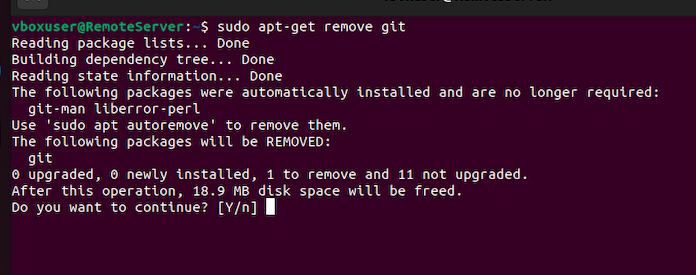 vboxuser@RemoteServer:~$ sudo apt-get remove git
Reading package lists... Done
Building dependency tree... Done
Reading state information... Done
The following packages were automatically installed and are no longer required:
  git-man liberror-perl
Use 'sudo apt autoremove' to remove them.
The following packages will be REMOVED:
  git
0 upgraded, 0 newly installed, 1 to remove and 11 not upgraded.
After this operation, 18.9 MB disk space will be freed.
Do you want to continue? [Y/n]